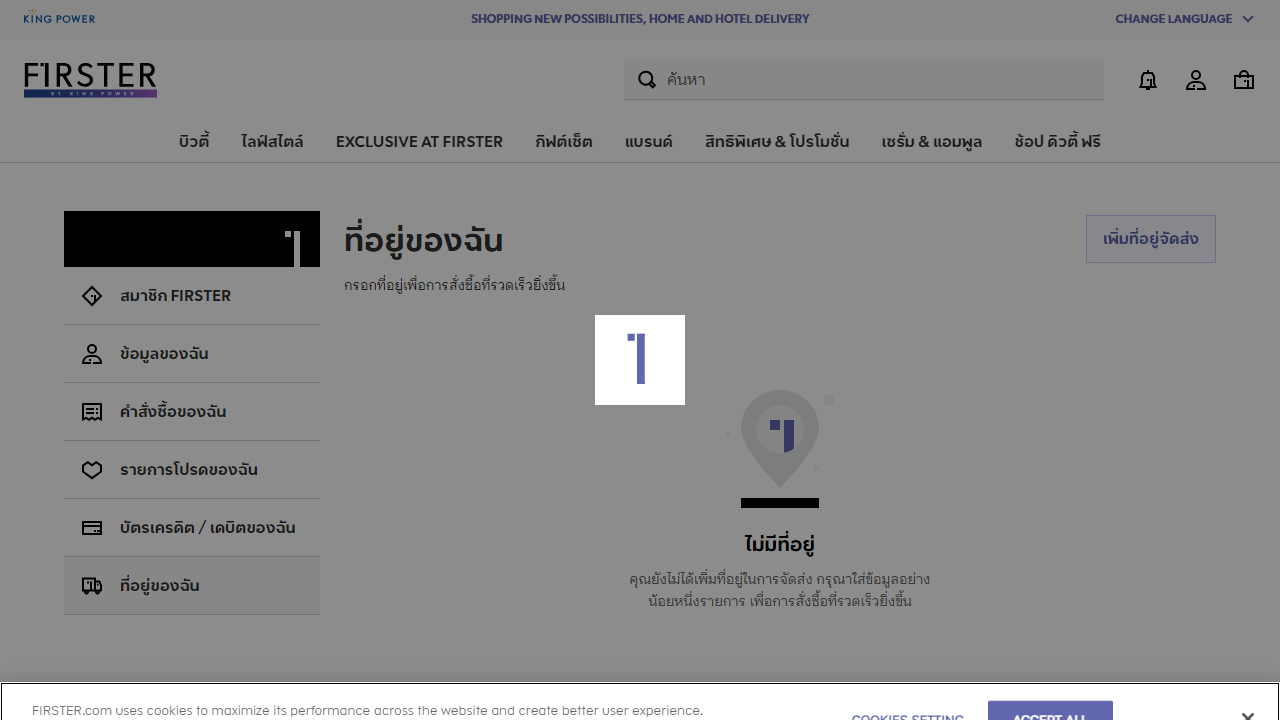 KING POWER
SHOPPING NEW POSSIBILITIES, HOME AND HOTEL DELIVERY
CHANGE LANGUAGE
FIRSTER
BY KING POWER
ค้นหา
บิวตี้
ไลฟ์สไตล์
EXCLUSIVE AT FIRSTER
กิฟต์เซ็ต
แบรนด์
สิทธิพิเศษ & โปรโมชั่น
เซรั่ม & แอมพูล
ช้อป ดิวตี้ ฟรี
สมาชิก FIRSTER
ข้อมูลของฉัน
คำสั่งซื้อของฉัน
รายการโปรดของฉัน
บัตรเครดิต / เดบิตของฉัน
ที่อยู่ของฉัน
ที่อยู่ของฉัน
เพิ่มที่อยู่จัดส่ง
กรอกที่อยู่เพื่อการสั่งซื้อที่รวดเร็วยิ่งขึ้น
ไม่มีที่อยู่
คุณยังไม่ได้เพิ่มที่อยู่ในการจัดส่ง กรุณาใส่ข้อมูลอย่าง
น้อยหนึ่งรายการ เพื่อการสั่งซื้อที่รวดเร็วยิ่งขึ้น
FIRSTER.com uses cookies to maximize its performance across the website and create better user experience.
COOKIES SETTING
ACCEPT ALL